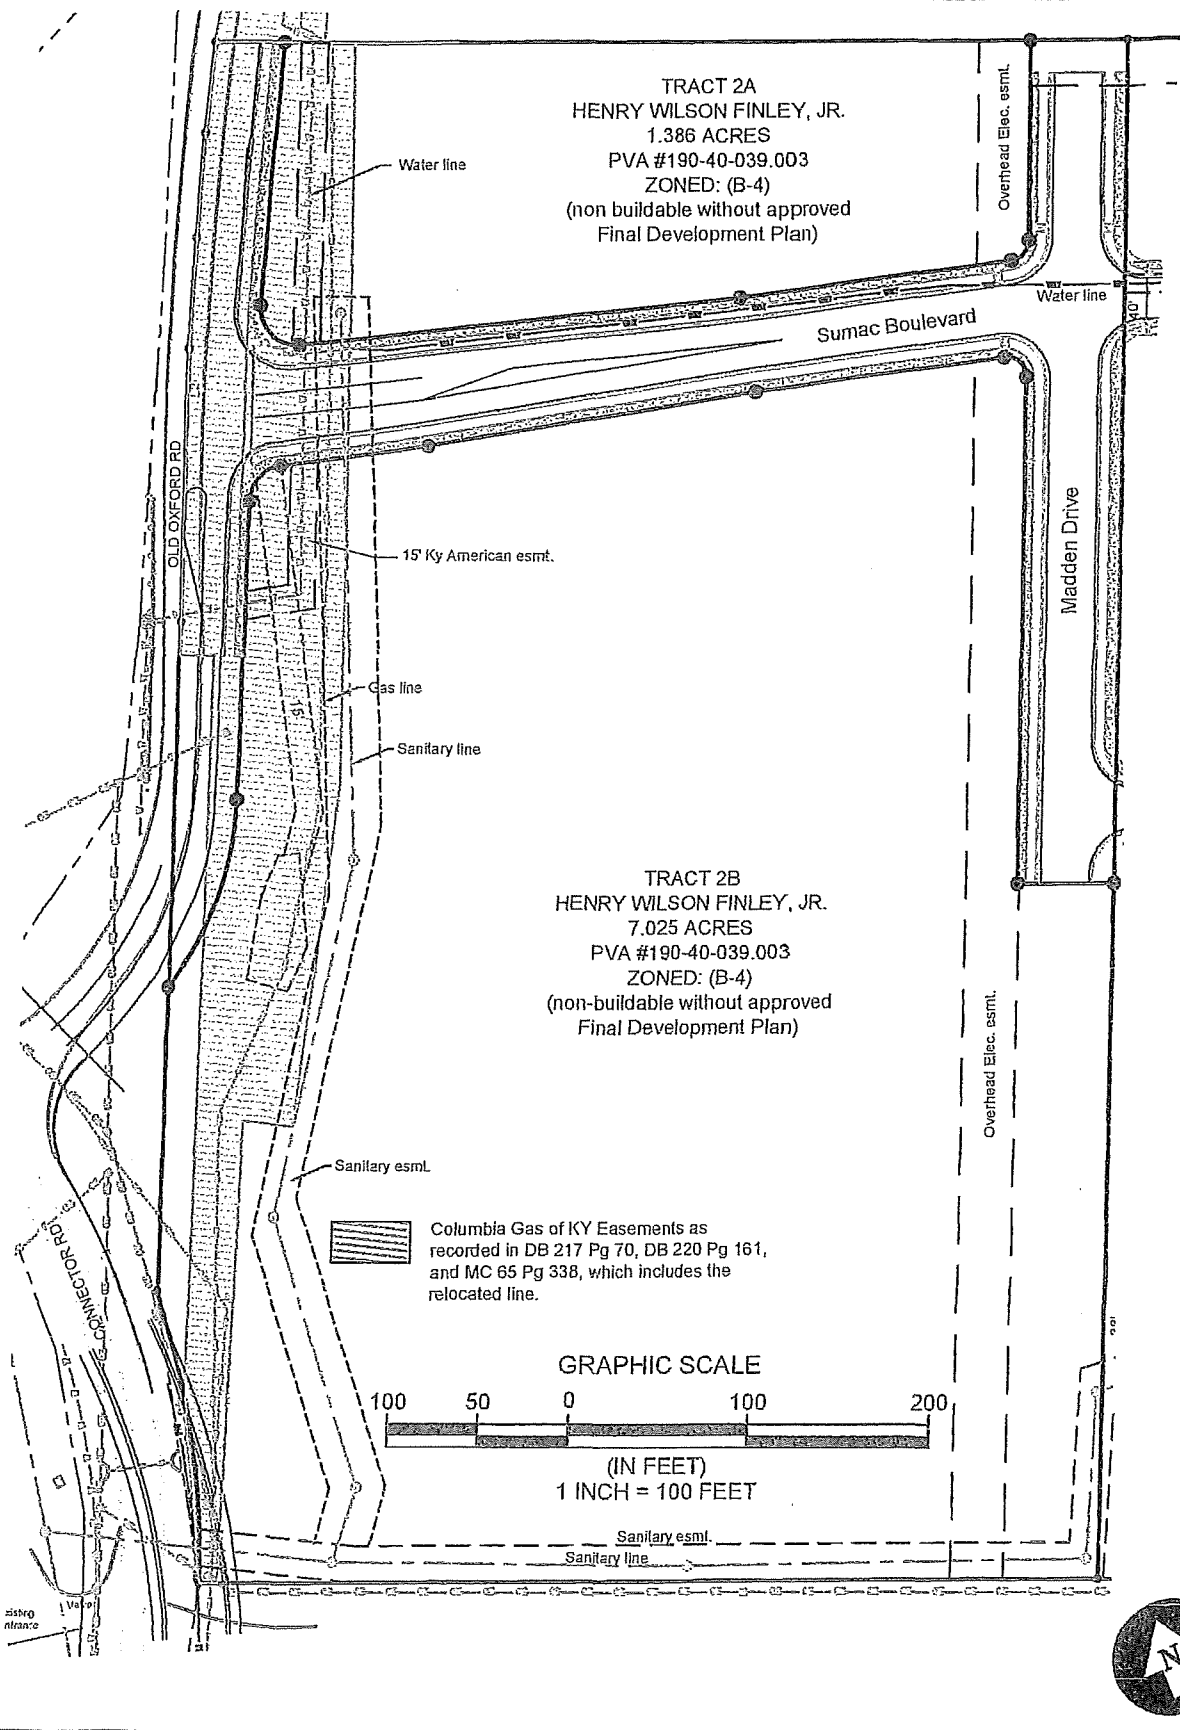 TRACT 2A
HENRY WILSON FINLEY, JR.
1.386 ACRES
PVA #190-40-039.003
ZONED: (B-4)
(non buildable without approved
Final Development Plan)
Overhead Elec. esmt.
Water line
Water line
40'
Sumac Boulevard
OLD OXFORD RD
15' Ky American esmt.
Madden Drive
Gas line
15'
Sanitary line
TRACT 2B
HENRY WILSON FINLEY, JR.
7.025 ACRES
PVA #190-40-039.003
ZONED: (B-4)
(non-buildable without approved
Final Development Plan)
Overhead Elec. esmt.
Sanitary esmt.
Columbia Gas of KY Easements as
recorded in DB 217 Pg 70, DB 220 Pg 161,
and MC 65 Pg 338, which includes the
relocated line.
CONNECTOR RD
GRAPHIC SCALE
100 50 0 100 200
(IN FEET)
1 INCH = 100 FEET
Sanitary esmt.
Sanitary line
N